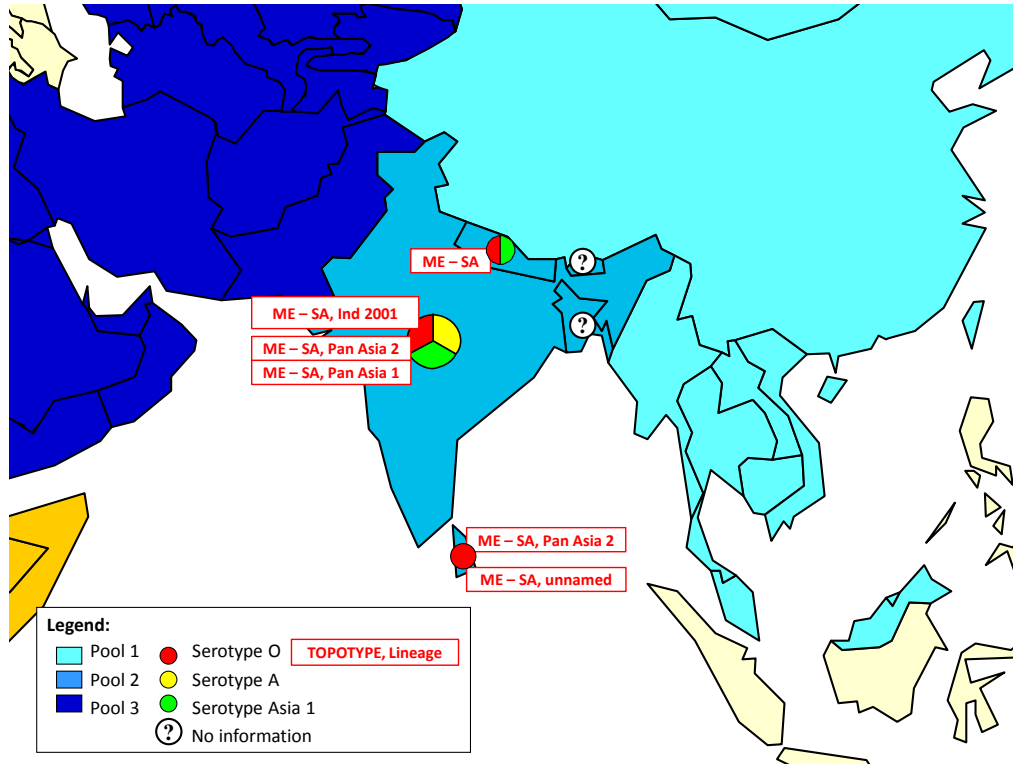 ME – SA
?
ME – SA, Ind 2001
?
ME – SA, Pan Asia 2
ME – SA, Pan Asia 1
ME – SA, Pan Asia 2
ME – SA, unnamed
Legend:
Pool 1
Pool 2
Pool 3
Serotype O
Serotype A
Serotype Asia 1
? No information
TOPOTYPE, Lineage